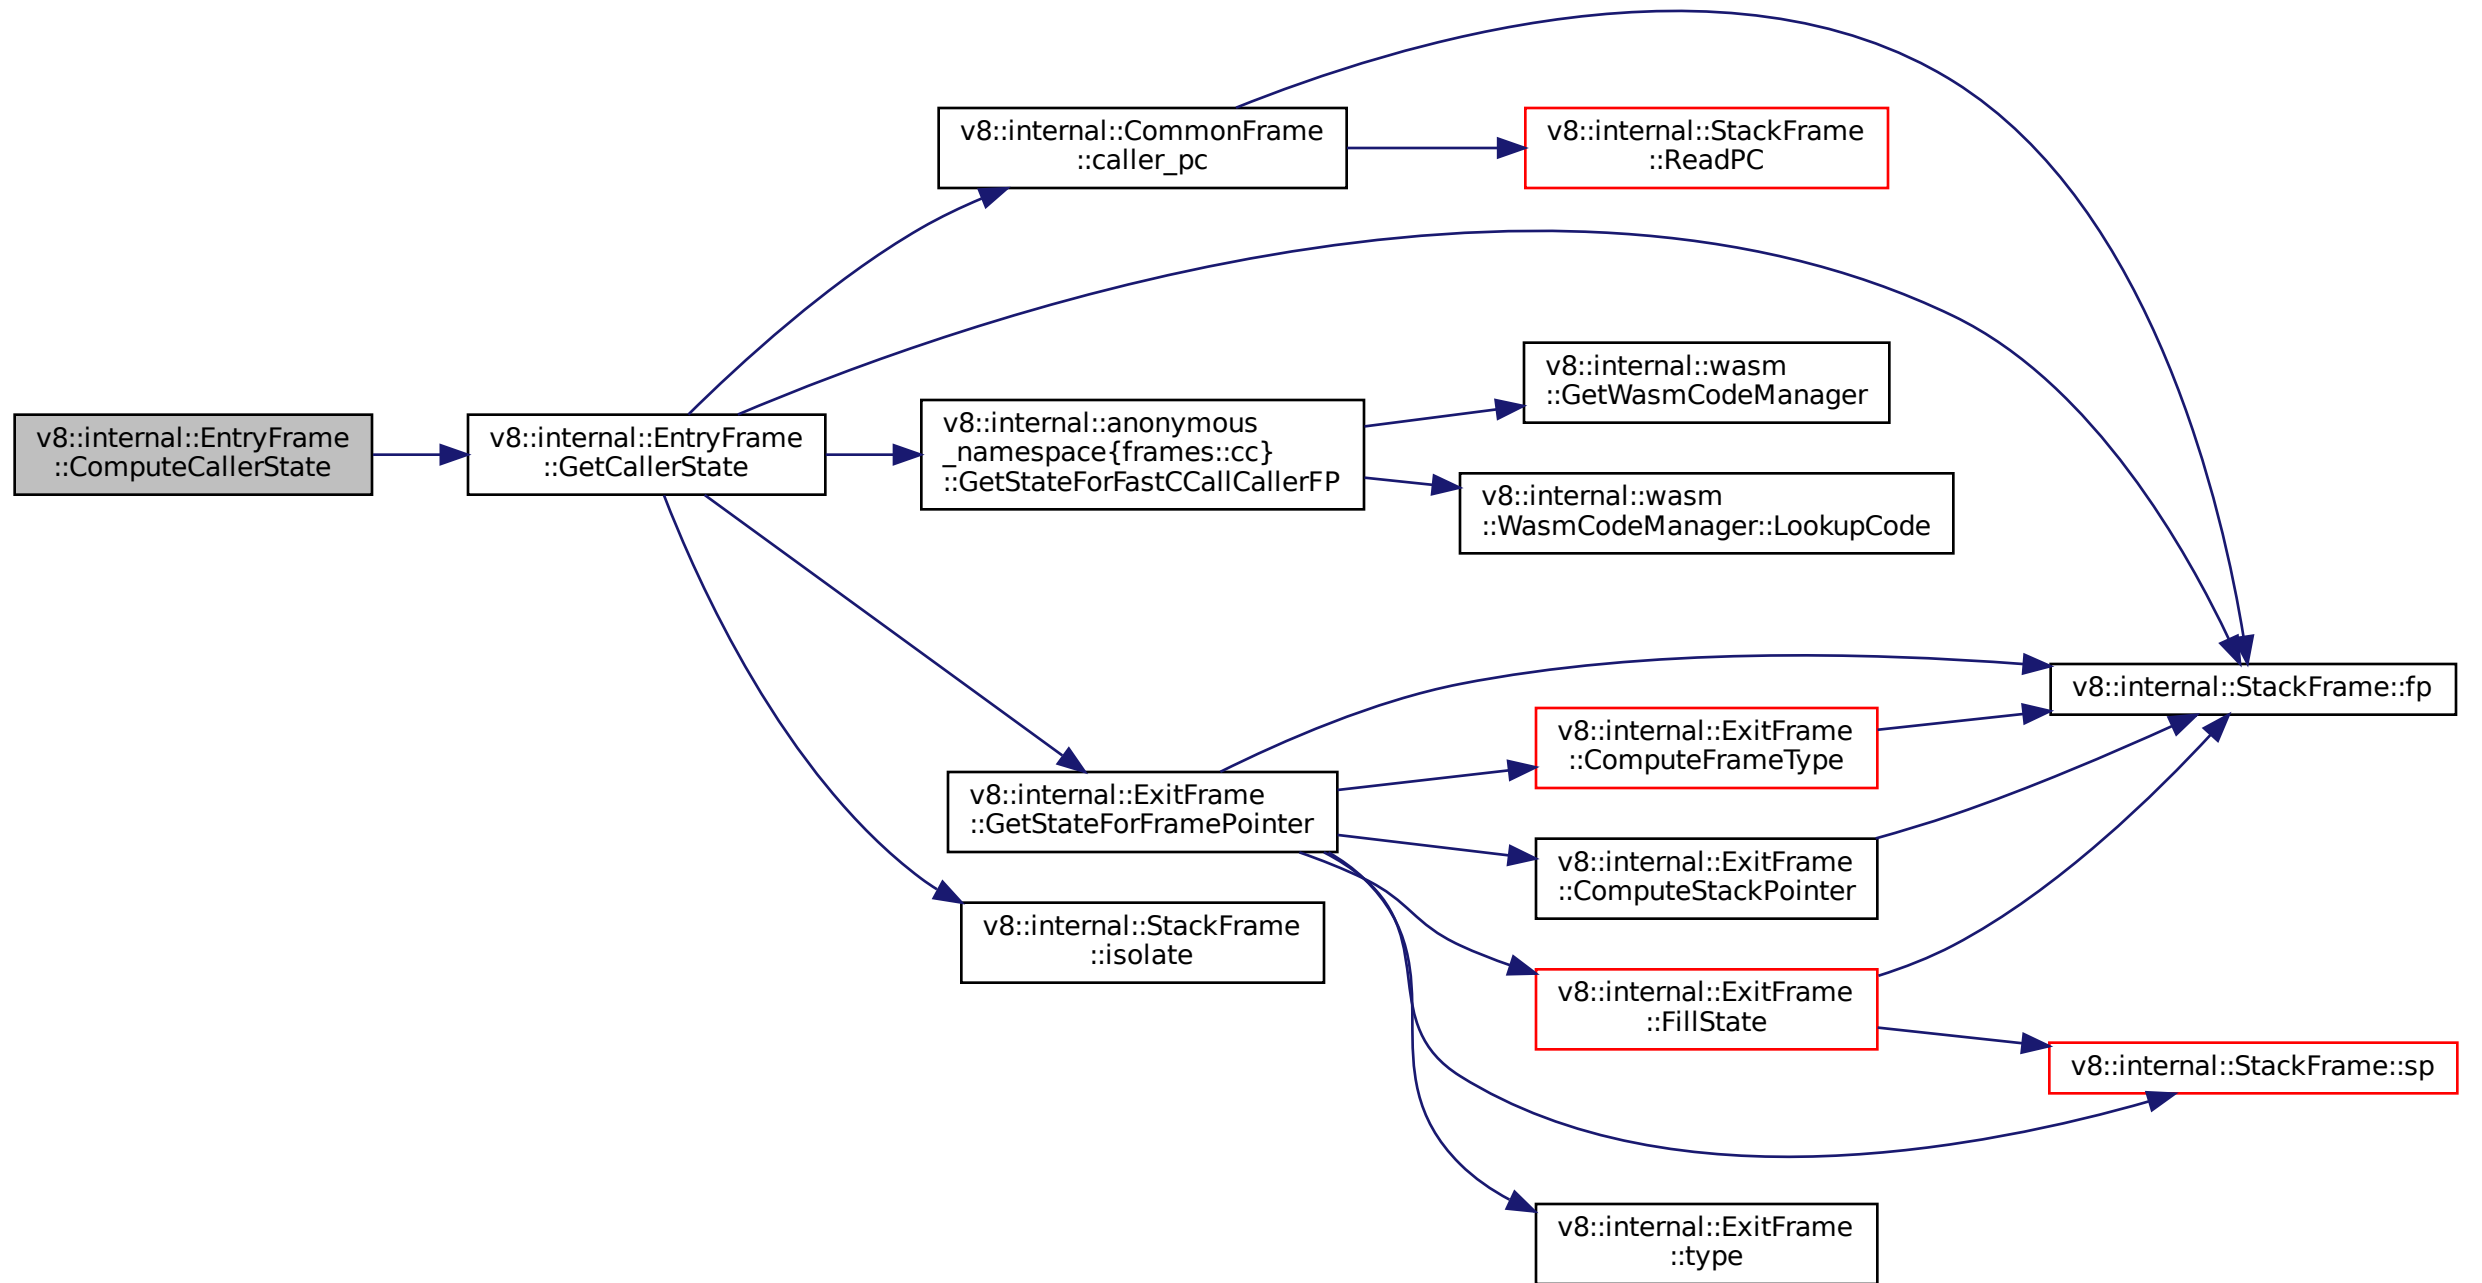 v8::internal::EntryFrame
::ComputeCallerState
v8::internal::EntryFrame
::GetCallerState
v8::internal::CommonFrame
::caller_pc
v8::internal::StackFrame
::ReadPC
v8::internal::anonymous
_namespace{frames::cc}
::GetStateForFastCCallCallerFP
v8::internal::wasm
::GetWasmCodeManager
v8::internal::wasm
::WasmCodeManager::LookupCode
v8::internal::StackFrame::fp
v8::internal::ExitFrame
::GetStateForFramePointer
v8::internal::ExitFrame
::ComputeFrameType
v8::internal::ExitFrame
::ComputeStackPointer
v8::internal::StackFrame
::isolate
v8::internal::ExitFrame
::FillState
v8::internal::StackFrame::sp
v8::internal::ExitFrame
::type